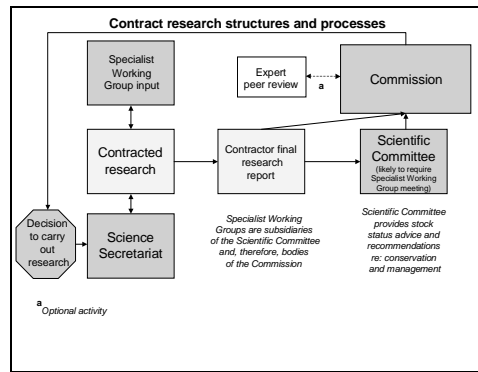 Contract research structures and processes
Specialist
Working
Group input
Expert
peer review
a
Commission
Contracted
research
Contractor final
research
report
Scientific
Committee
(likely to require
Specialist Working
Group meeting)
Decision
to carry
out
research
Science
Secretariat
Specialist Working
Groups are subsidiaries
of the Scientific Committee
and, therefore, bodies
of the Commission
Scientific Committee
provides stock
status advice and
recommendations
re: conservation
and management
a Optional activity